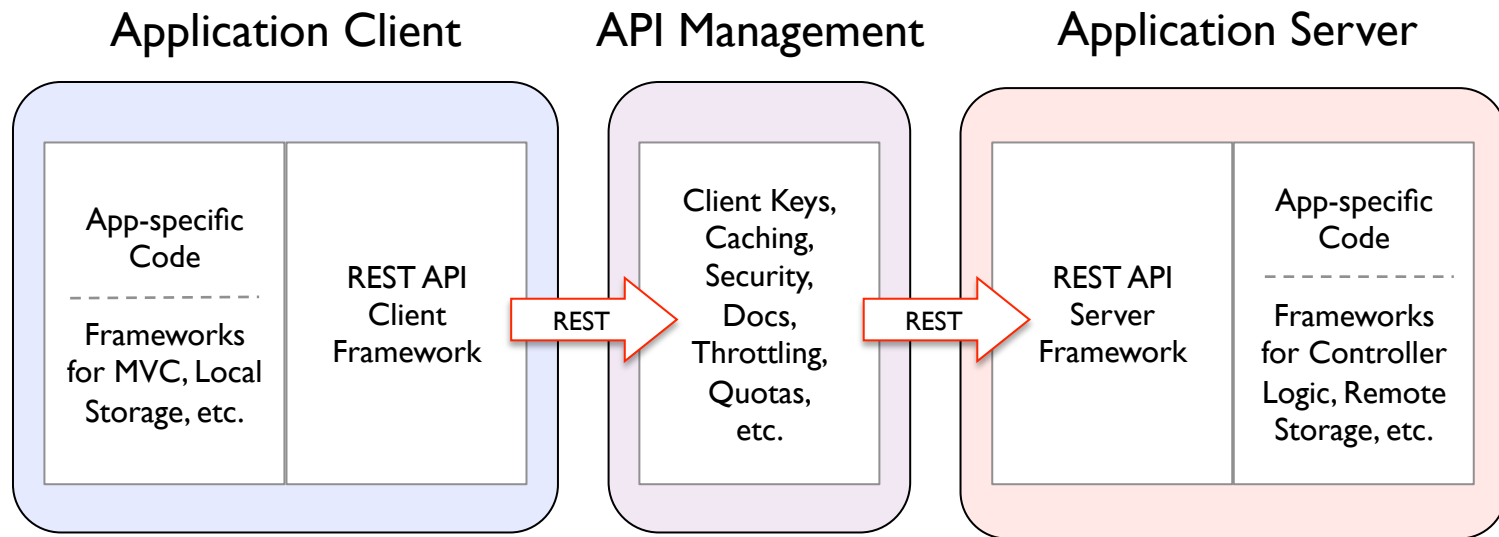 Application Client
API Management
Application Server
App-specific
Code
Frameworks
for MVC, Local
Storage, etc.
REST API
Client
Framework
REST
Client Keys,
Caching,
Security,
Docs,
Throttling,
Quotas,
etc.
REST
REST API
Server
Framework
App-specific
Code
Frameworks
for Controller
Logic, Remote
Storage, etc.